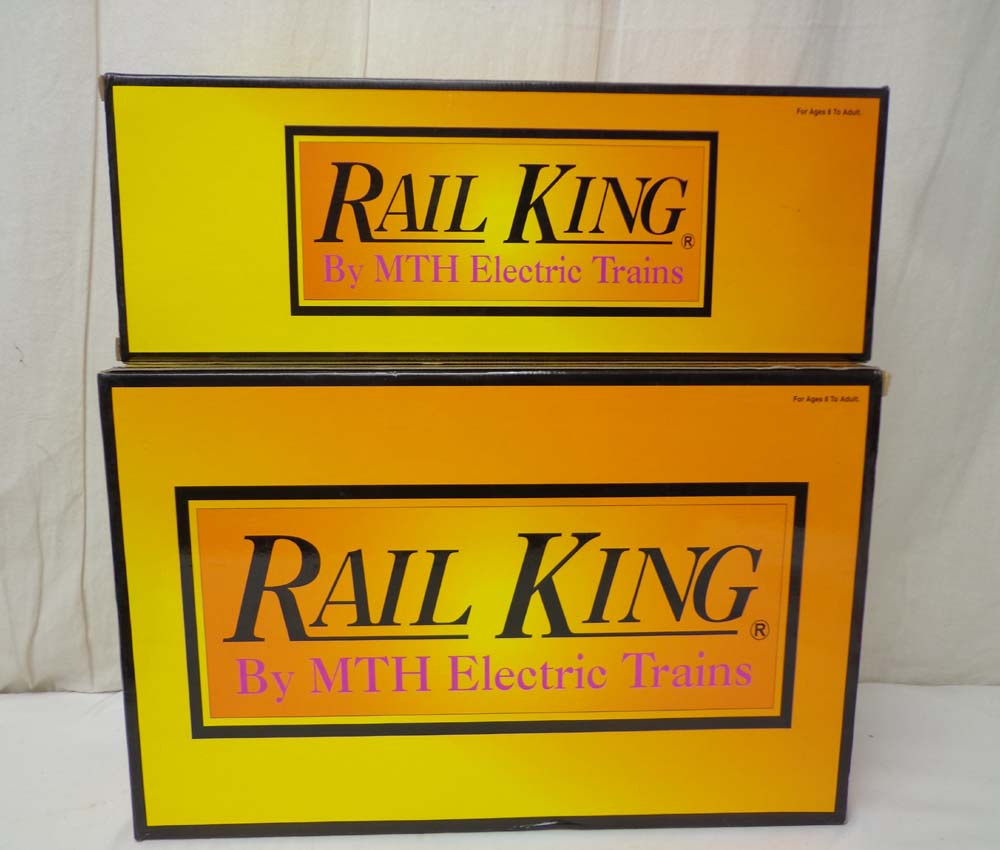 For Ages 8 To Adult.
RAIL KING®
By MTH Electric Trains
For Ages 8 To Adult.
RAIL KING®
By MTH Electric Trains